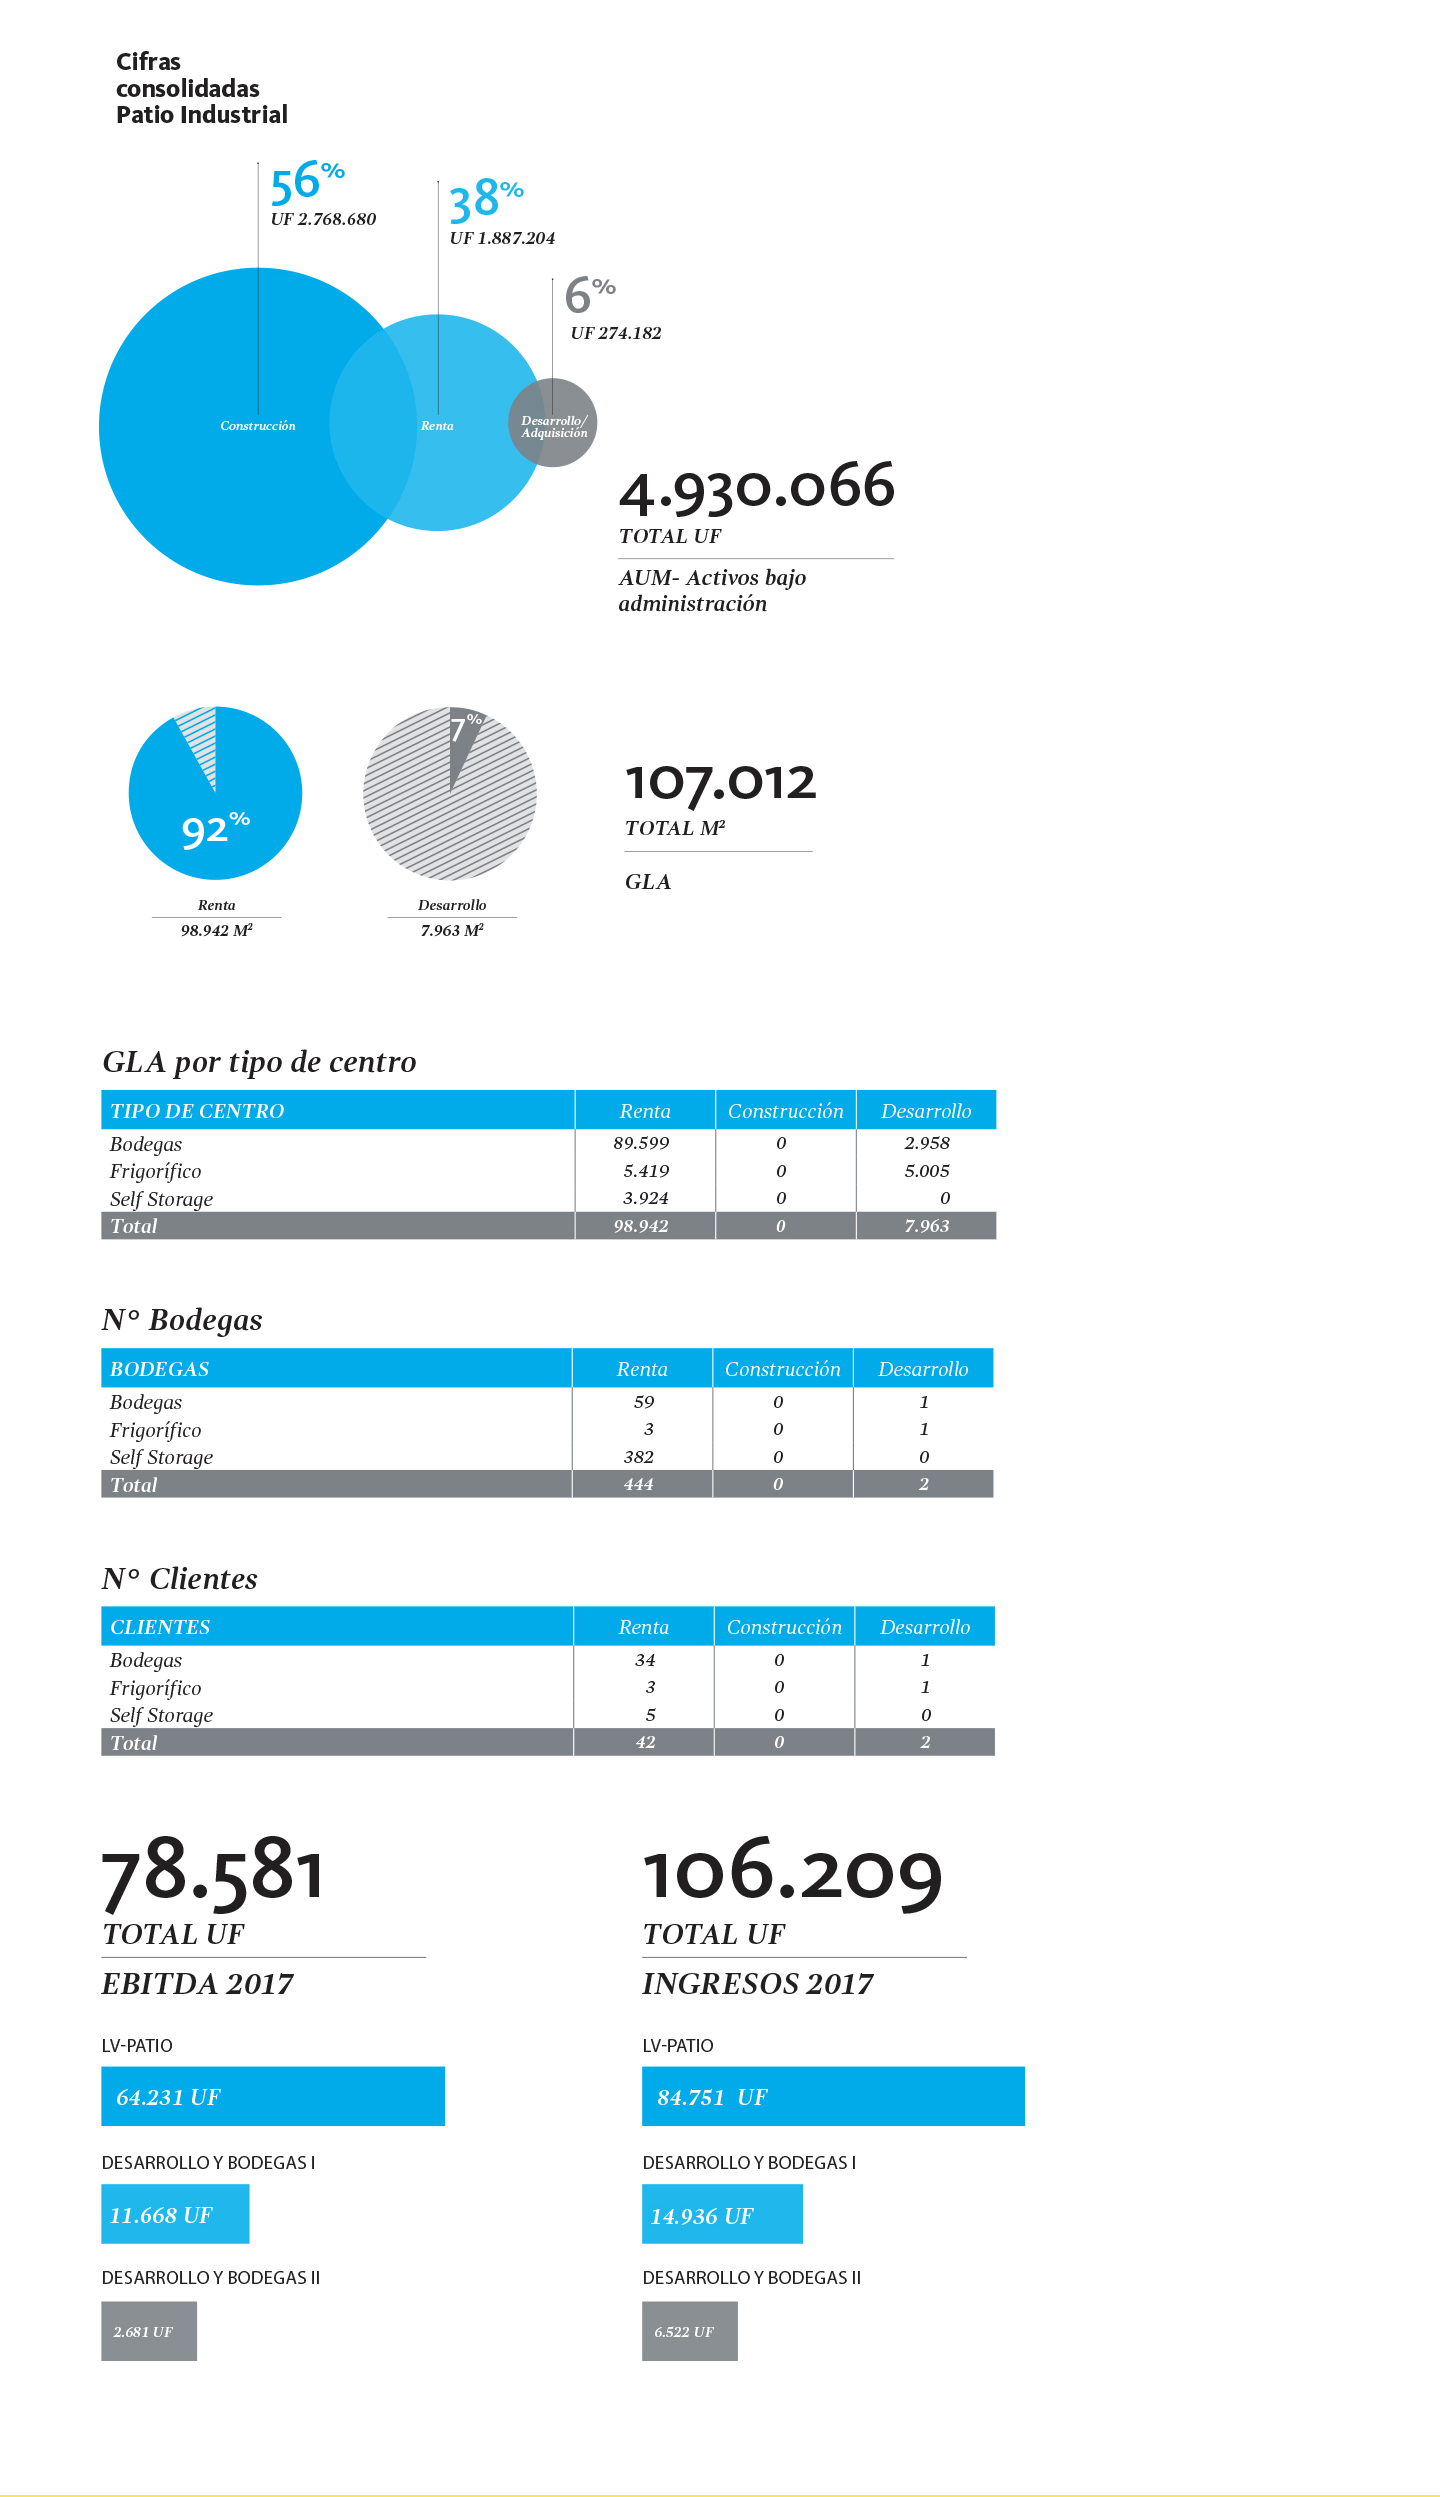 Cifras
consolidadas
Patio Industrial
56%
UF 2.768.680
38%
UF 1.887.204
6%
UF 274.182
Construcción
Renta
Desarrollo/
Adquisición
4.930.066
TOTAL UF
AUM- Activos bajo
administración
92%
Renta
98.942 M²
7%
Desarrollo
7.963 M²
107.012
TOTAL M²
GLA
GLA por tipo de centro
TIPO DE CENTRO Renta Construcción Desarrollo
Bodegas 89.599 0 2.958
Frigorífico 5.419 0 5.005
Self Storage 3.924 0 0
Total 98.942 0 7.963
N° Bodegas
BODEGAS Renta Construcción Desarrollo
Bodegas 59 0 1
Frigorífico 3 0 1
Self Storage 382 0 0
Total 444 0 2
N° Clientes
CLIENTES Renta Construcción Desarrollo
Bodegas 34 0 1
Frigorífico 3 0 1
Self Storage 5 0 0
Total 42 0 2
78.581
TOTAL UF
EBITDA 2017
LV-PATIO
64.231 UF
DESARROLLO Y BODEGAS I
11.668 UF
DESARROLLO Y BODEGAS II
2.681 UF
106.209
TOTAL UF
INGRESOS 2017
LV-PATIO
84.751 UF
DESARROLLO Y BODEGAS I
14.936 UF
DESARROLLO Y BODEGAS II
6.522 UF